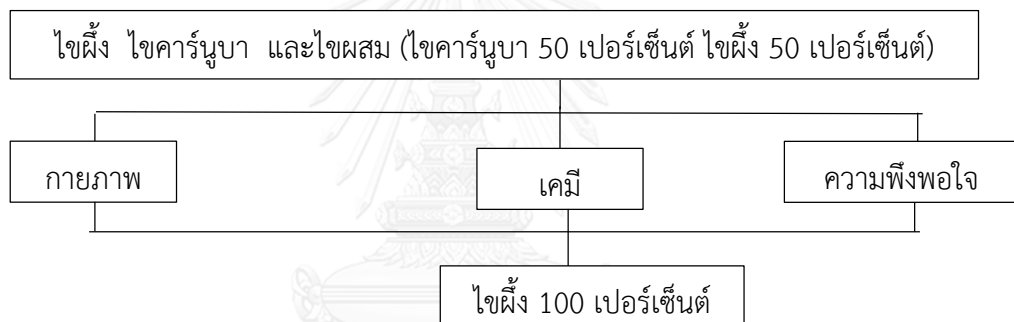 ไขผึ้ง ไขคาร์นูบา และไขผสม (ไขคาร์นูบา 50 เปอร์เซ็นต์ ไขผึ้ง 50 เปอร์เซ็นต์)
กายภาพ
เคมี
ความพึงพอใจ
ไขผึ้ง 100 เปอร์เซ็นต์